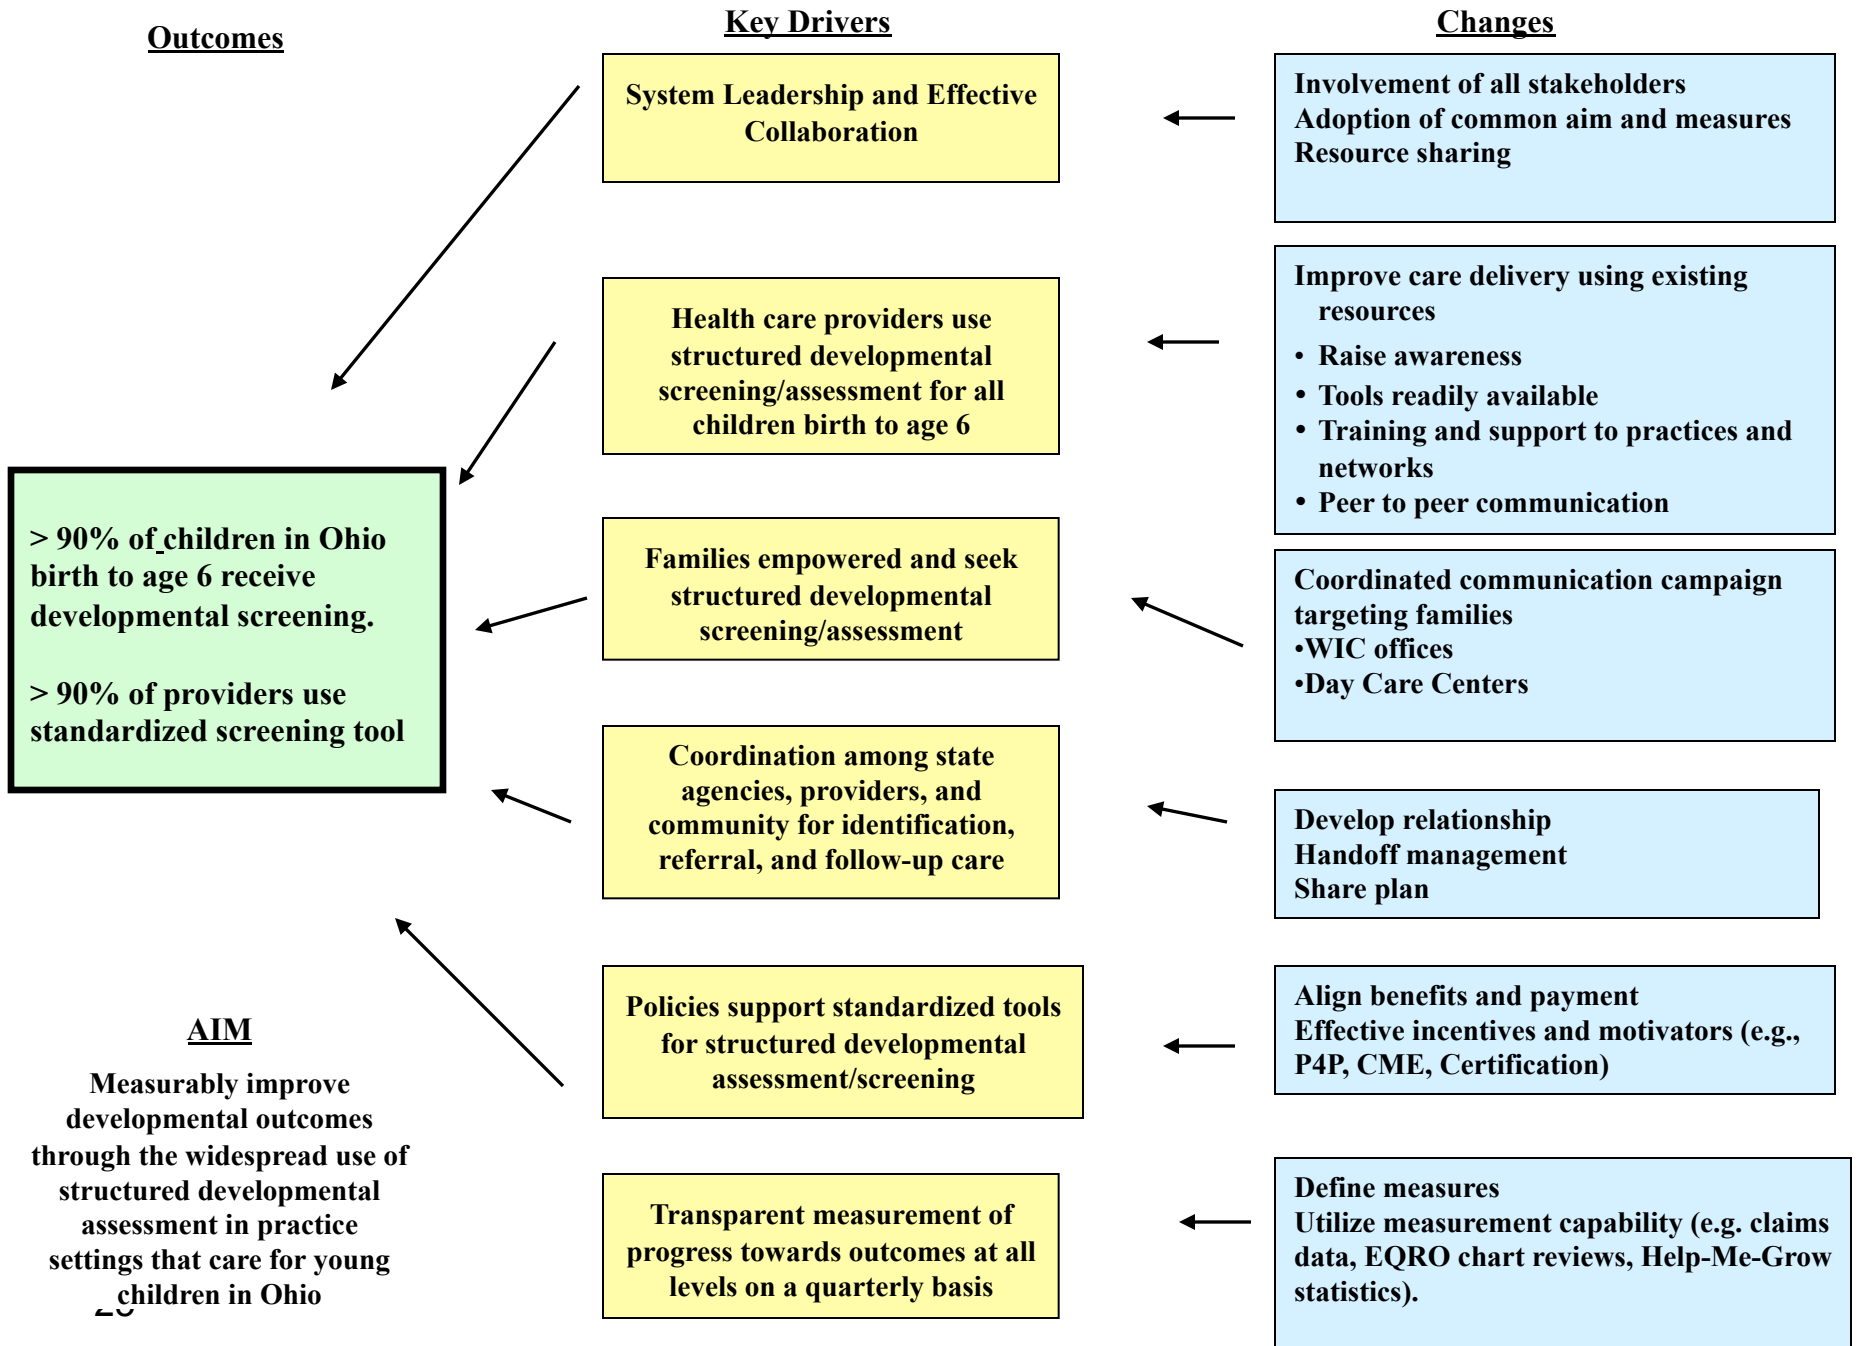 Outcomes
Key Drivers
Changes
System Leadership and Effective
Collaboration
Involvement of all stakeholders
Adoption of common aim and measures
Resource sharing
Health care providers use
structured developmental
screening/assessment for all
children birth to age 6
Improve care delivery using existing
resources
• Raise awareness
• Tools readily available
• Training and support to practices and
networks
• Peer to peer communication
> 90% of children in Ohio
birth to age 6 receive
developmental screening.
> 90% of providers use
standardized screening tool
Families empowered and seek
structured developmental
screening/assessment
Coordinated communication campaign
targeting families
•WIC offices
•Day Care Centers
Coordination among state
agencies, providers, and
community for identification,
referral, and follow-up care
Develop relationship
Handoff management
Share plan
AIM
Measurably improve
developmental outcomes
through the widespread use of
structured developmental
assessment in practice
settings that care for young
children in Ohio
Policies support standardized tools
for structured developmental
assessment/screening
Align benefits and payment
Effective incentives and motivators (e.g.,
P4P, CME, Certification)
Transparent measurement of
progress towards outcomes at all
levels on a quarterly basis
Define measures
Utilize measurement capability (e.g. claims
data, EQRO chart reviews, Help-Me-Grow
statistics).